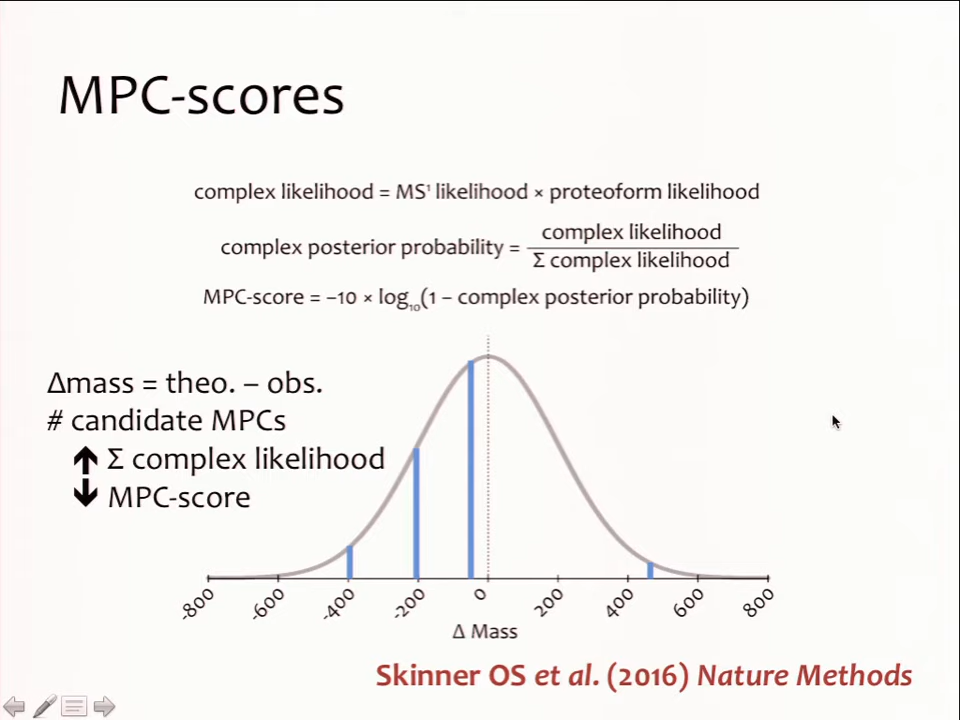 MPC-scores
complex likelihood = MS¹ likelihood × proteoform likelihood
complex posterior probability = complex likelihood
Σ complex likelihood
MPC-score = −10 × log₁₀(1 − complex posterior probability)
Δmass = theo. – obs.
# candidate MPCs
↑ Σ complex likelihood
↓ MPC-score
-800 -600 -400 -200 0 200 400 600 800
Δ Mass
Skinner OS et al. (2016) Nature Methods